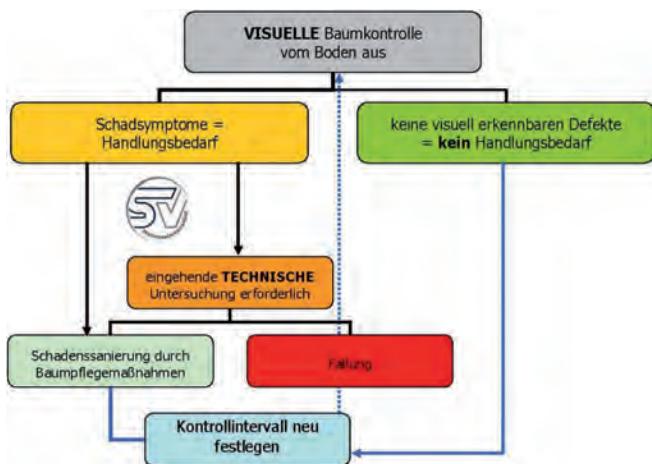 VISUELLE Baumkontrolle
vom Boden aus
Schadsymptome =
Handlungsbedarf
keine visuell erkennbaren Defekte
= kein Handlungsbedarf
SV
eingehende TECHNISCHE
Untersuchung erforderlich
Schadenssanierung durch
Baumpflegemaßnahmen
Fällung
Kontrollintervall neu
festlegen